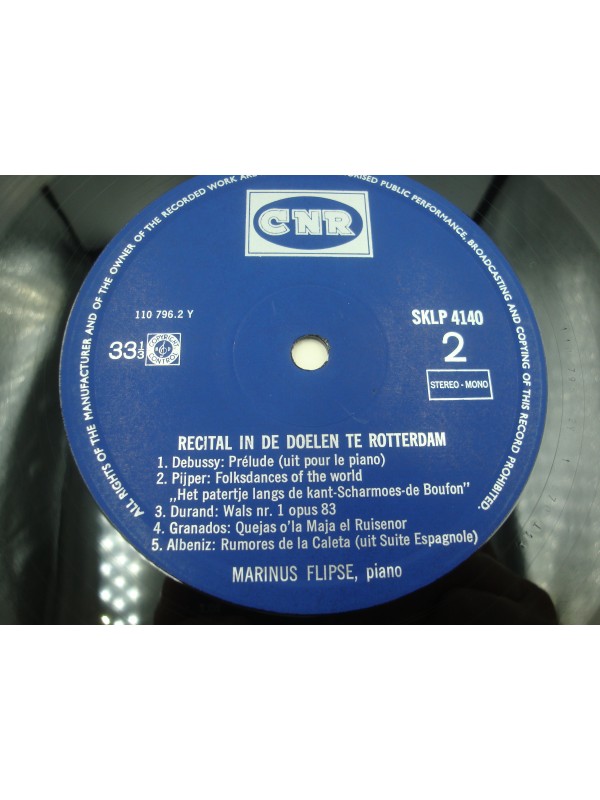 ALL RIGHTS OF THE MANUFACTURER AND OF THE OWNER OF THE RECORDED WORK
PUBLIC PERFORMANCE, BROADCASTING AND COPYING OF THIS RECORD PROHIBITED.
CNR
110 796.2 Y
SKLP 4140
33 1/3
COPYRIGHT CONTROL
2
STEREO - MONO
RECITAL IN DE DOELEN TE ROTTERDAM
1. Debussy: Prélude (uit pour le piano)
2. Pijper: Folksdances of the world
„Het patertje langs de kant-Scharmoes-de Boufon"
3. Durand: Wals nr. 1 opus 83
4. Granados: Quejas o'la Maja el Ruisenor
5. Albeniz: Rumores de la Caleta (uit Suite Espagnole)
MARINUS FLIPSE, piano